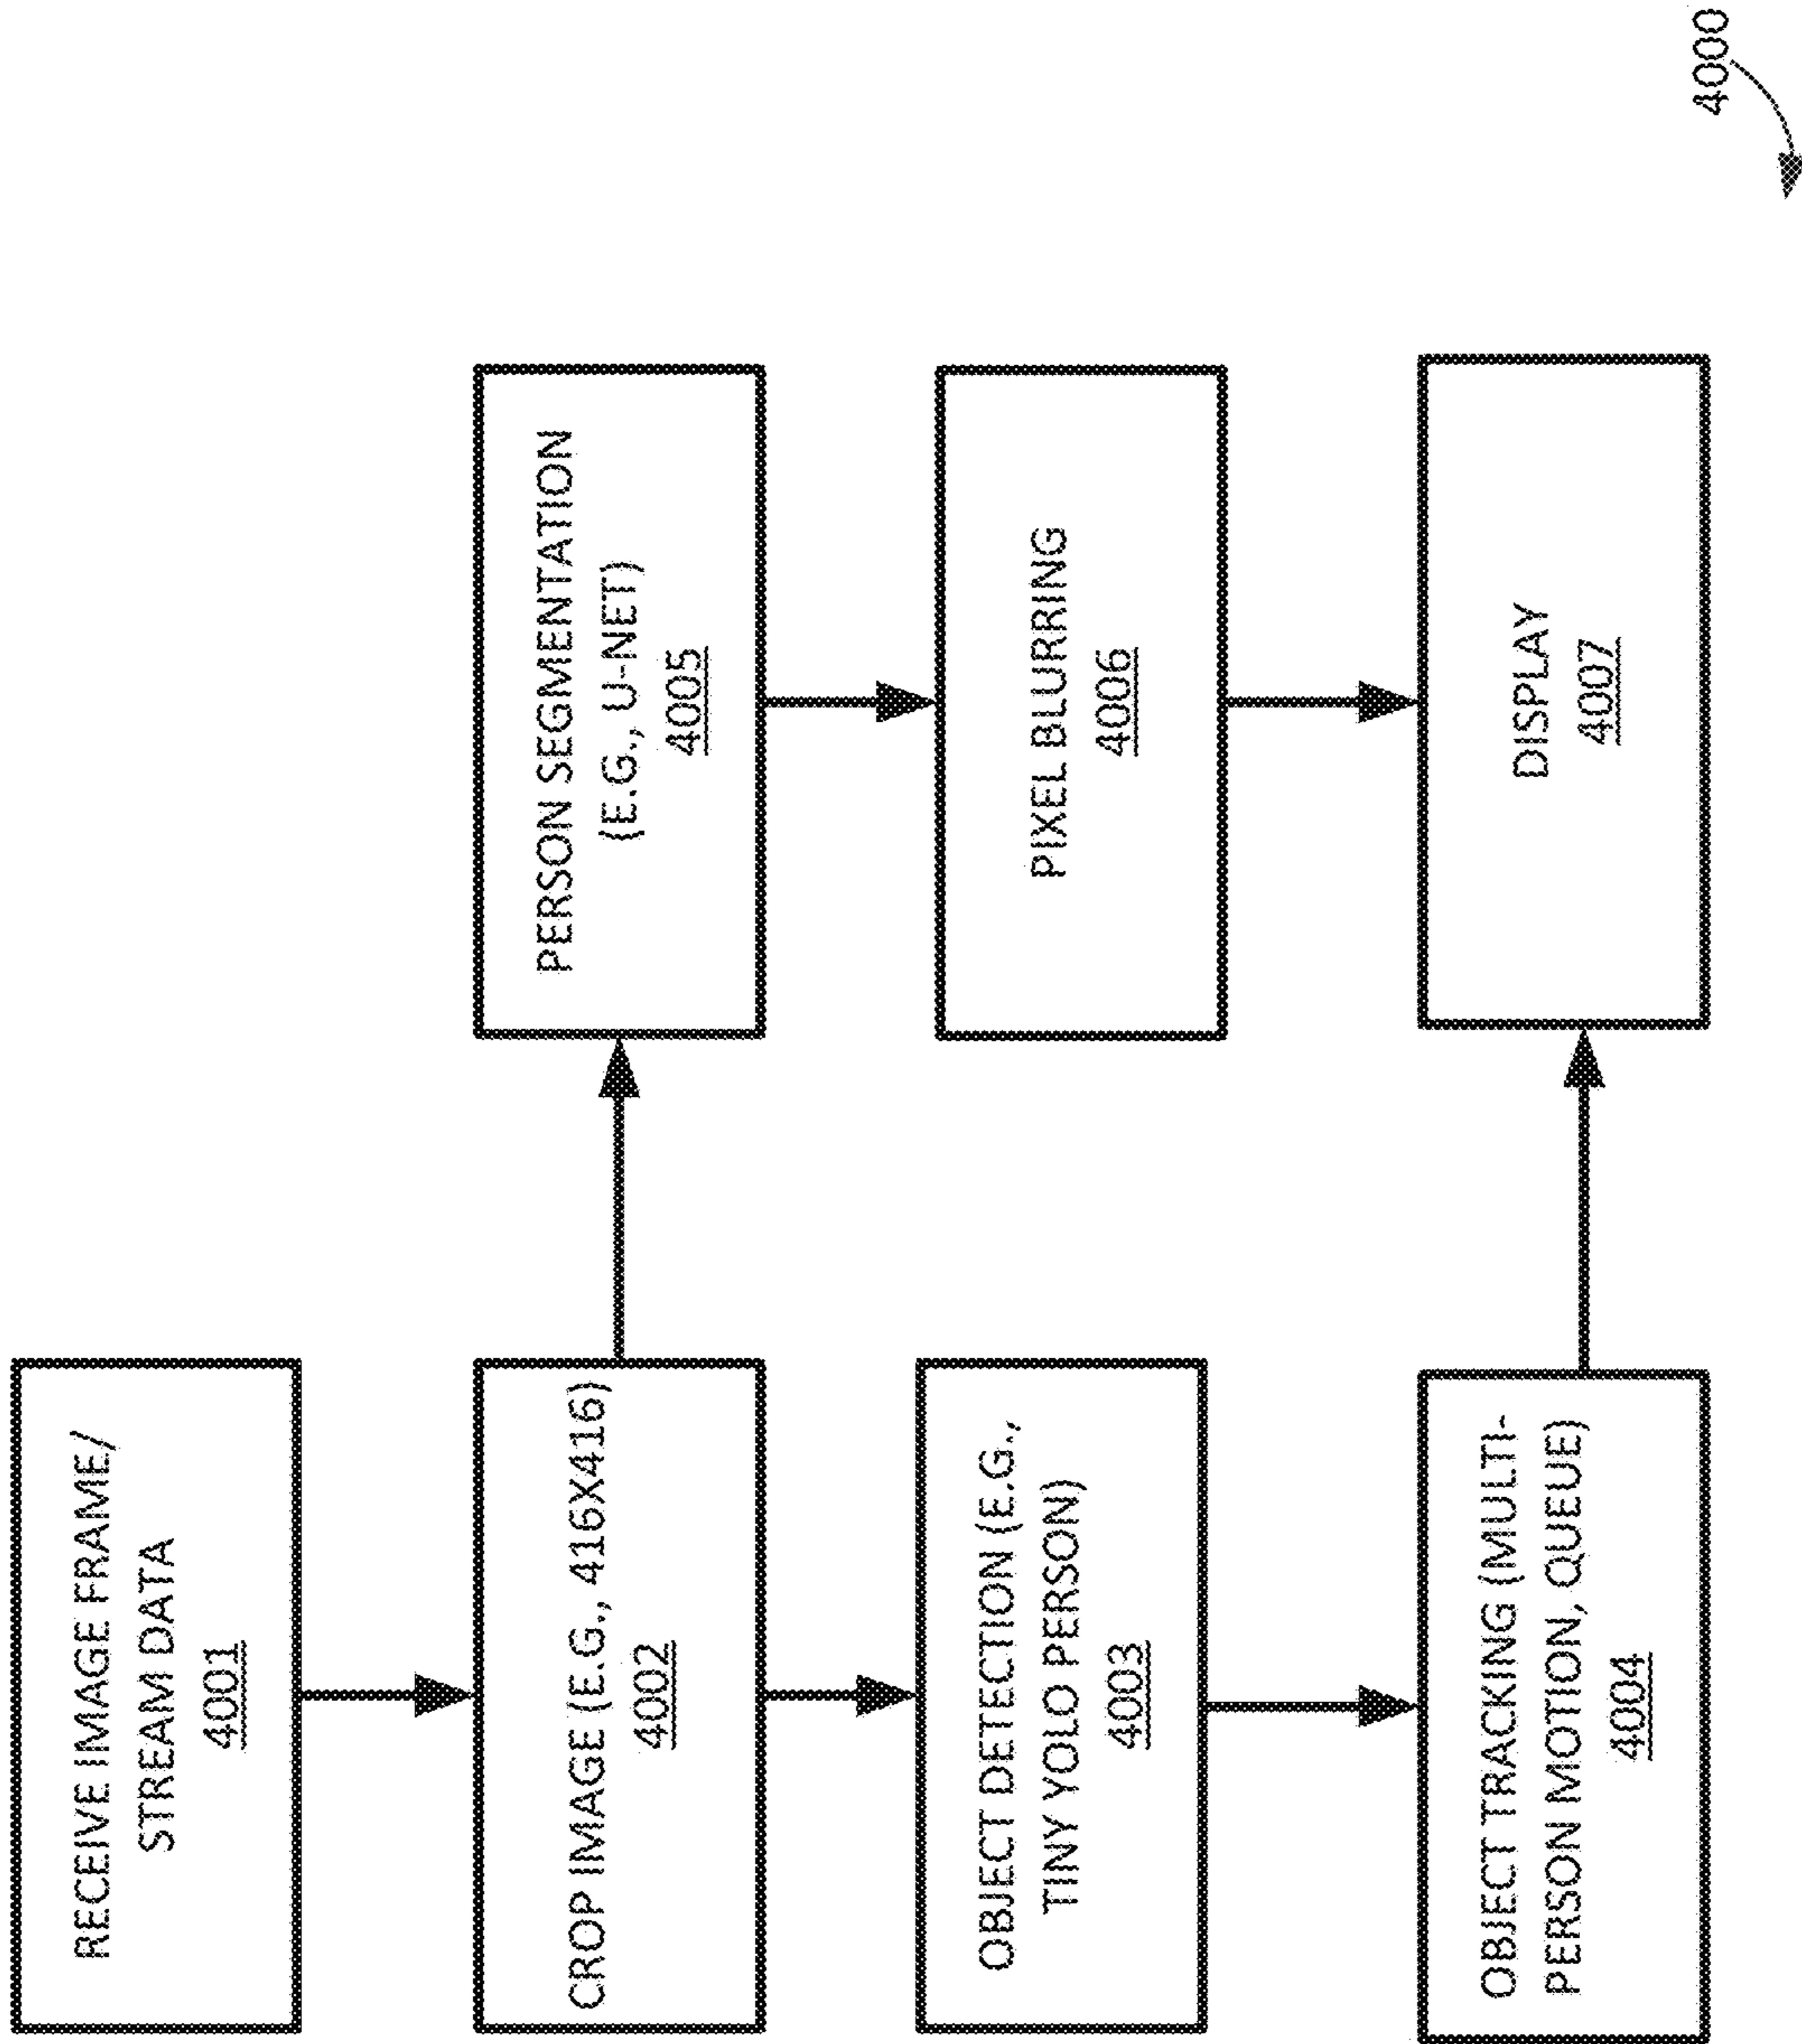 RECEIVE IMAGE FRAME/
STREAM DATA
4001
CROP IMAGE (E.G., 416X416)
4002
OBJECT DETECTION (E.G.,
TINY YOLO PERSON)
4003
OBJECT TRACKING (MULTI-
PERSON MOTION, QUEUE)
4004
PERSON SEGMENTATION
(E.G., U-NET)
4005
PIXEL BLURRING
4006
DISPLAY
4007
4000